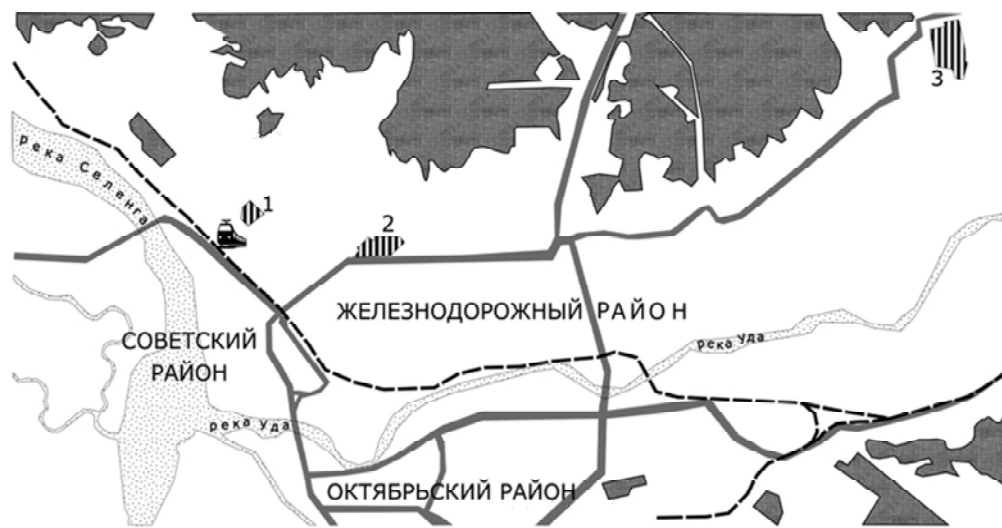 3
река Селенга
1
2
ЖЕЛЕЗНОДОРОЖНЫЙ РАЙОН
СОВЕТСКИЙ
РАЙОН
река Уда
река Уда
ОКТЯБРЬСКИЙ РАЙОН